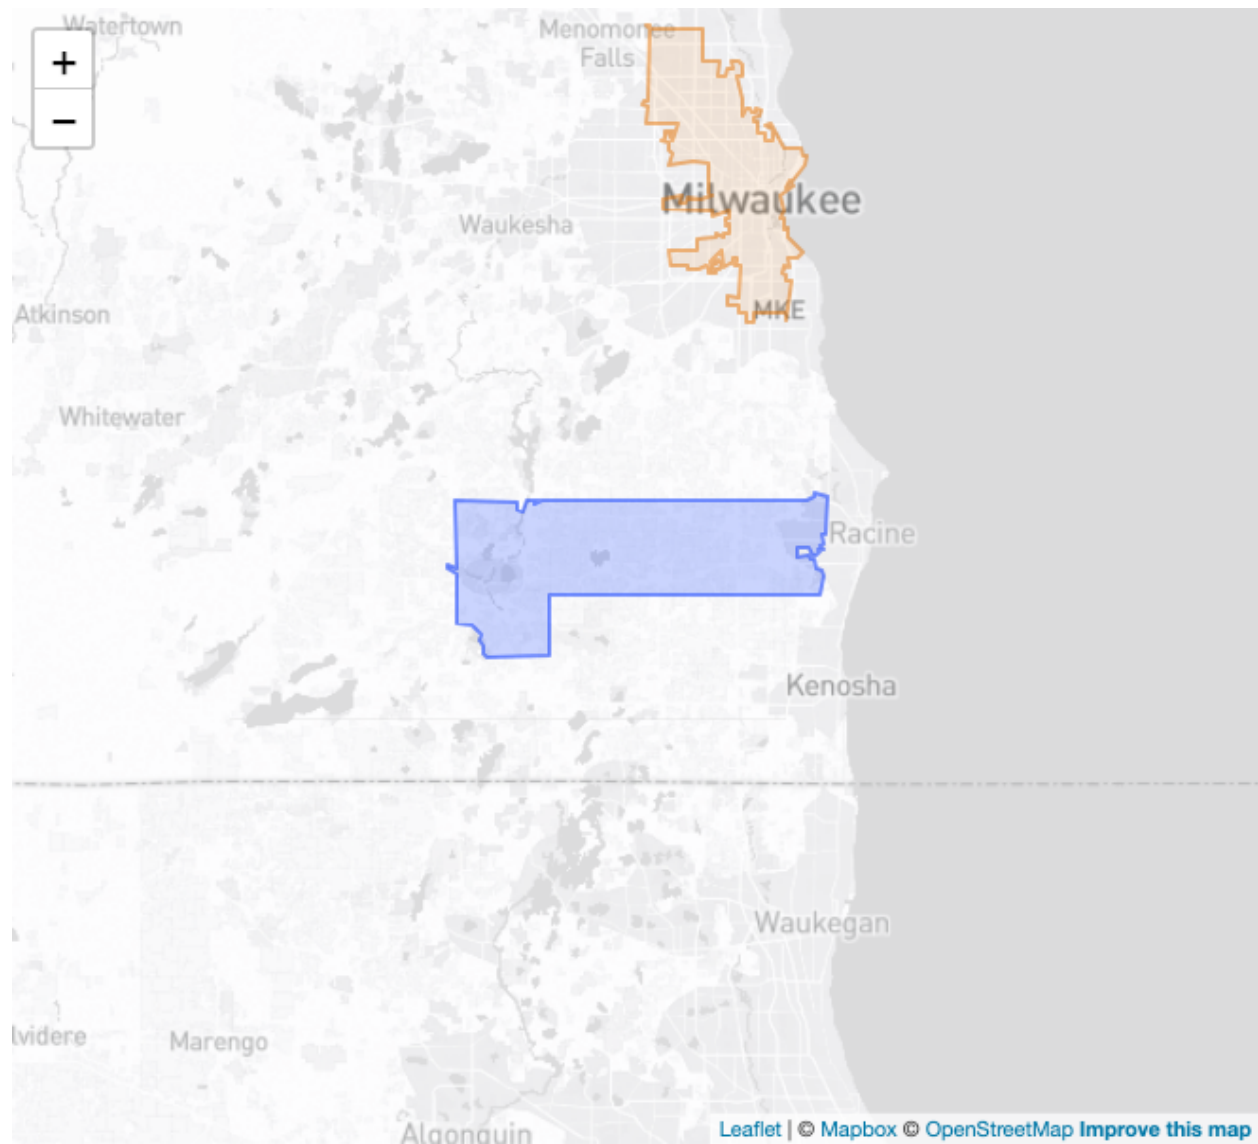 Watertown
Menomonee
Falls
+
−
Milwaukee
Waukesha
MKE
Atkinson
Whitewater
Racine
Kenosha
Waukegan
lvidere
Marengo
Algonquin
Leaflet | © Mapbox © OpenStreetMap Improve this map